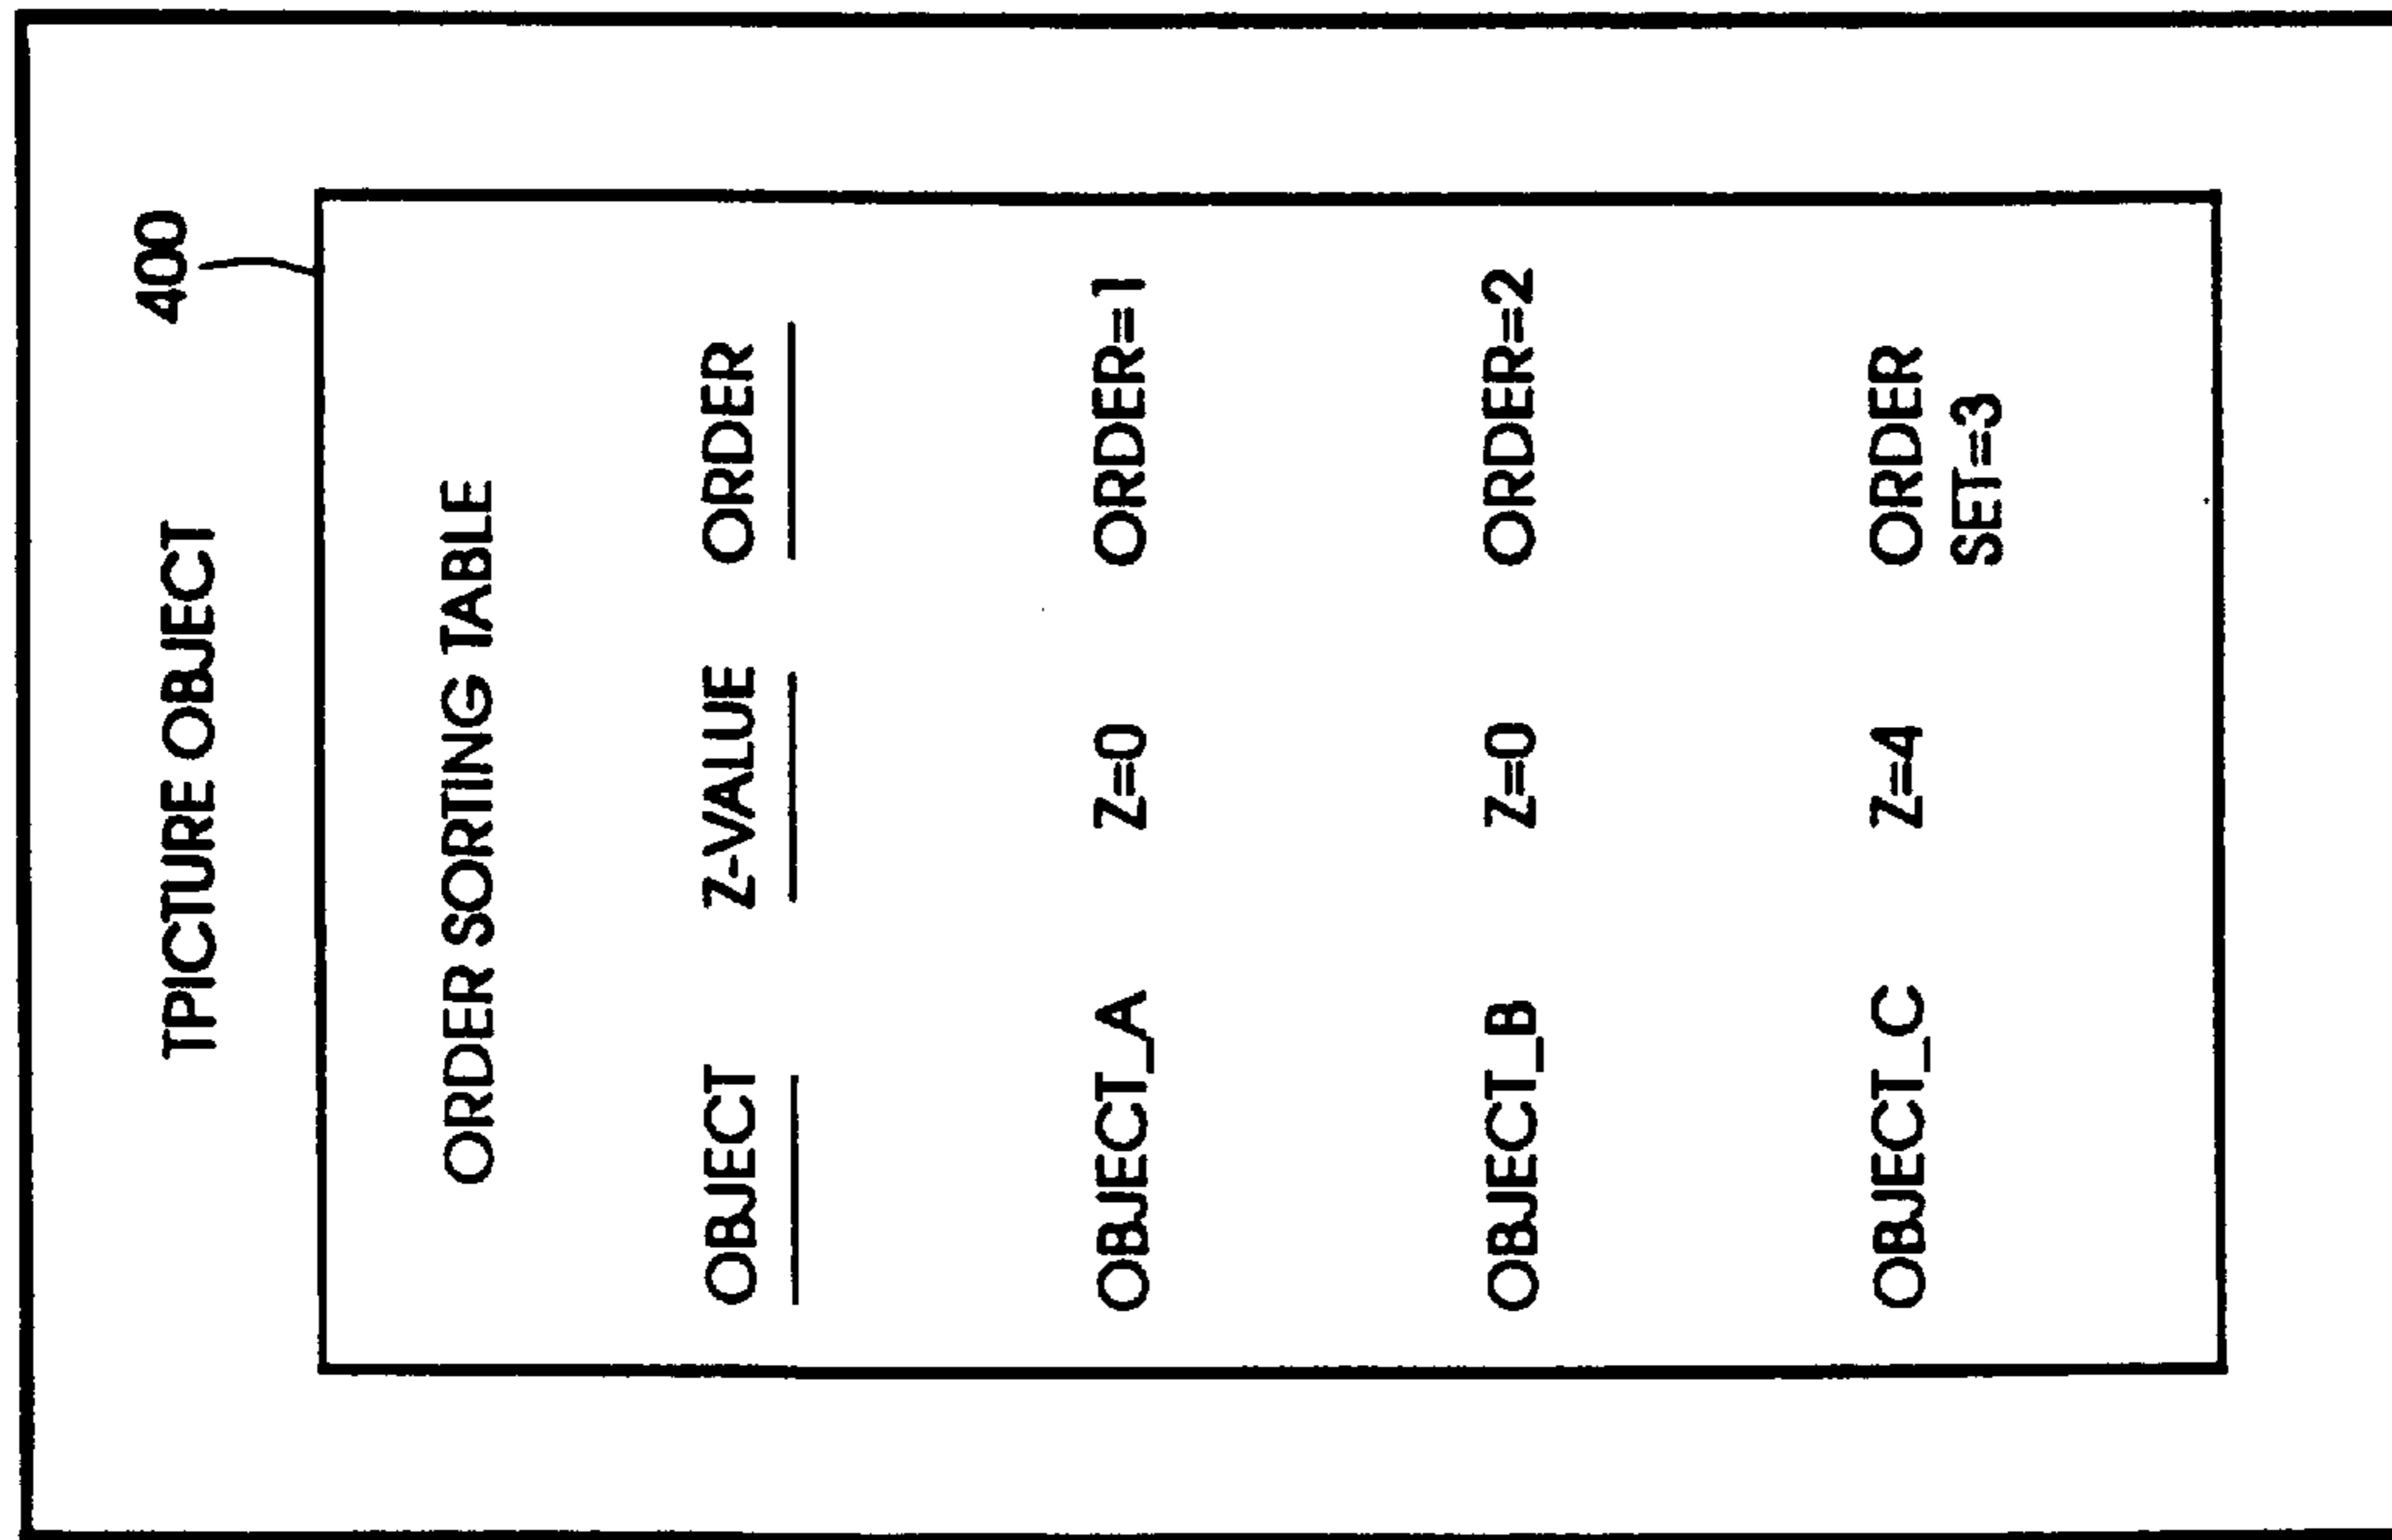 TPICTURE OBJECT
400
ORDER SORTING TABLE
OBJECT Z-VALUE ORDER
OBJECT_A Z=0 ORDER=1
OBJECT_B Z=0 ORDER=2
OBJECT_C Z=4 ORDER
SET=3